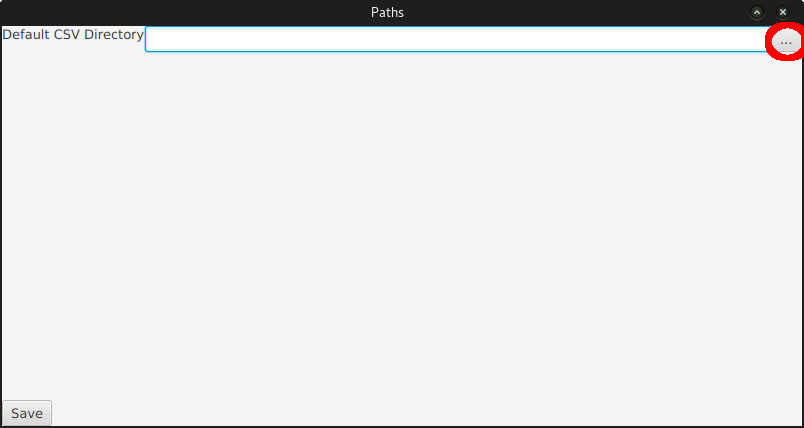 Paths
Default CSV Directory ...
Save